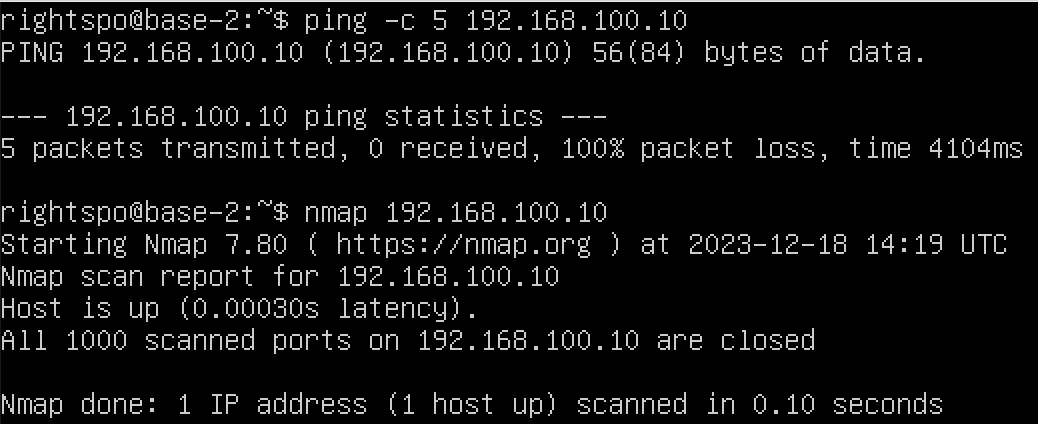 rightspo@base-2:~$ ping -c 5 192.168.100.10
PING 192.168.100.10 (192.168.100.10) 56(84) bytes of data.
--- 192.168.100.10 ping statistics ---
5 packets transmitted, 0 received, 100% packet loss, time 4104ms
rightspo@base-2:~$ nmap 192.168.100.10
Starting Nmap 7.80 ( https://nmap.org ) at 2023-12-18 14:19 UTC
Nmap scan report for 192.168.100.10
Host is up (0.00030s latency).
All 1000 scanned ports on 192.168.100.10 are closed
Nmap done: 1 IP address (1 host up) scanned in 0.10 seconds